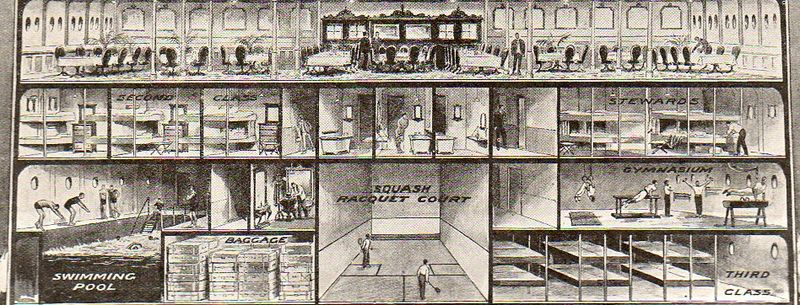 SECOND CLASS
STEWARDS
SQUASH
RACQUET COURT
GYMNASIUM
BAGGAGE
SWIMMING
POOL
THIRD
CLASS